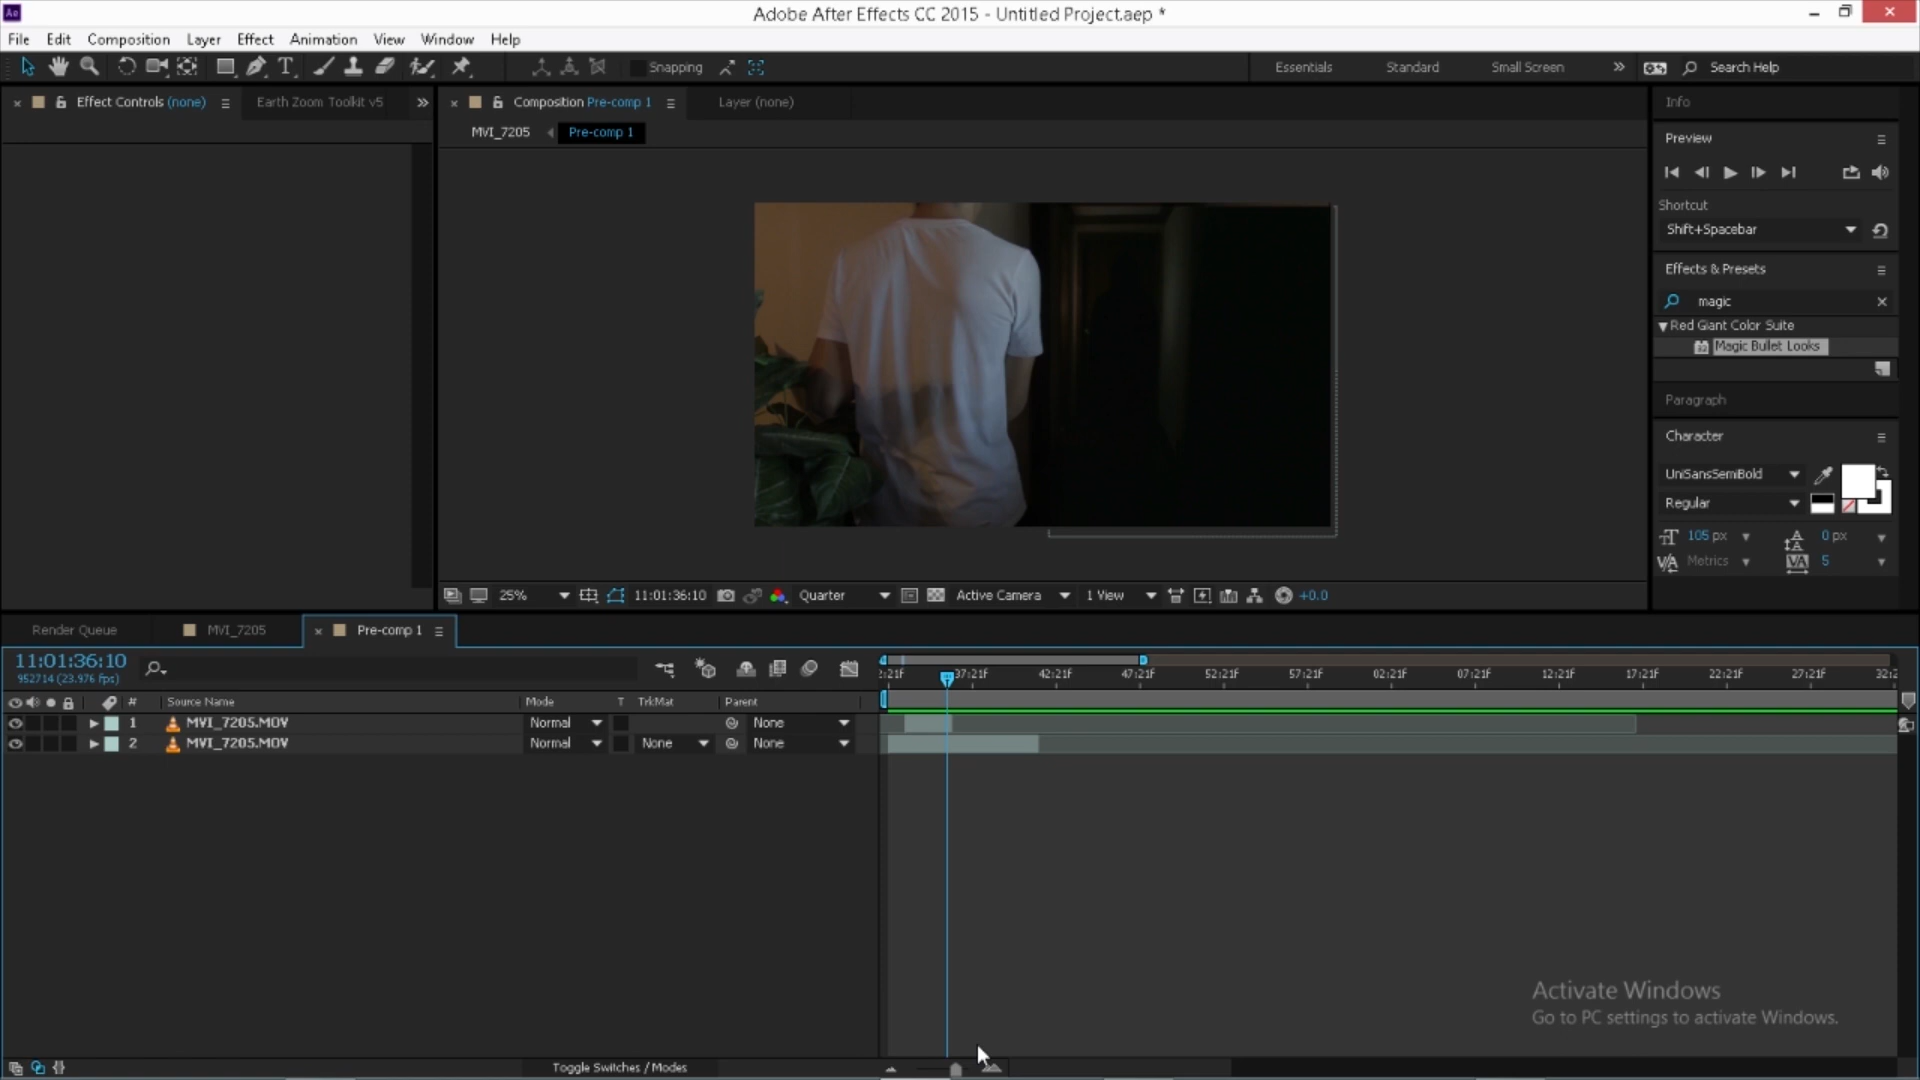 Ae
Adobe After Effects CC 2015 - Untitled Project.aep *
File Edit Composition Layer Effect Animation View Window Help
Snapping Essentials Standard Small Screen Search Help
Effect Controls (none) Earth Zoom Toolkit v5 Composition Pre-comp 1 Layer (none) Info
MVI_7205 Pre-comp 1 Preview
Shortcut
Shift+Spacebar
Effects & Presets
magic
Red Giant Color Suite
Magic Bullet Looks
Paragraph
Character
UniSansSemiBold
Regular
105 px 0 px
Metrics 5
25% 11:01:36:10 Quarter Active Camera 1 View +0.0
Render Queue MVI_7205 Pre-comp 1
11:01:36:10
952714 (23.976 fps)
37:21f 42:21f 47:21f 52:21f 57:21f 02:21f 07:21f 12:21f 17:21f 22:21f 27:21f
# Source Name Mode T TrkMat Parent
1 MVI_7205.MOV Normal None
2 MVI_7205.MOV Normal None None
Activate Windows
Go to PC settings to activate Windows.
Toggle Switches / Modes